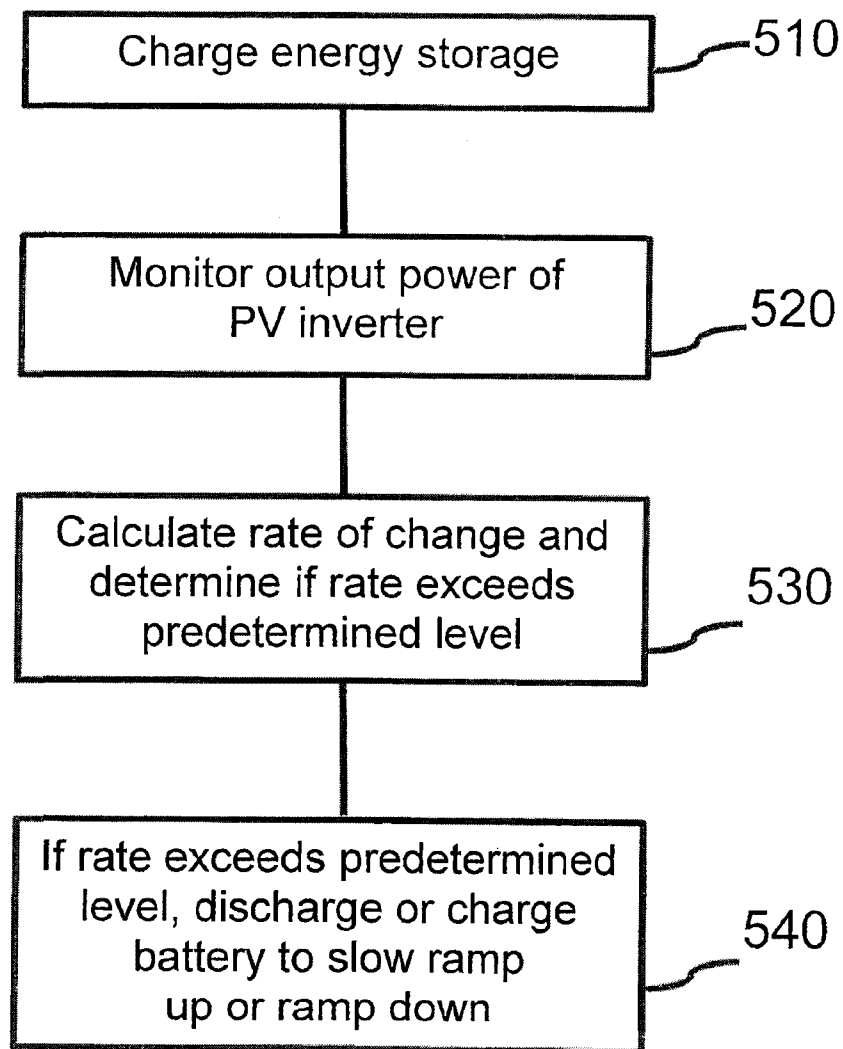 Charge energy storage
510
Monitor output power of
PV inverter
520
Calculate rate of change and
determine if rate exceeds
predetermined level
530
If rate exceeds predetermined
level, discharge or charge
battery to slow ramp
up or ramp down
540